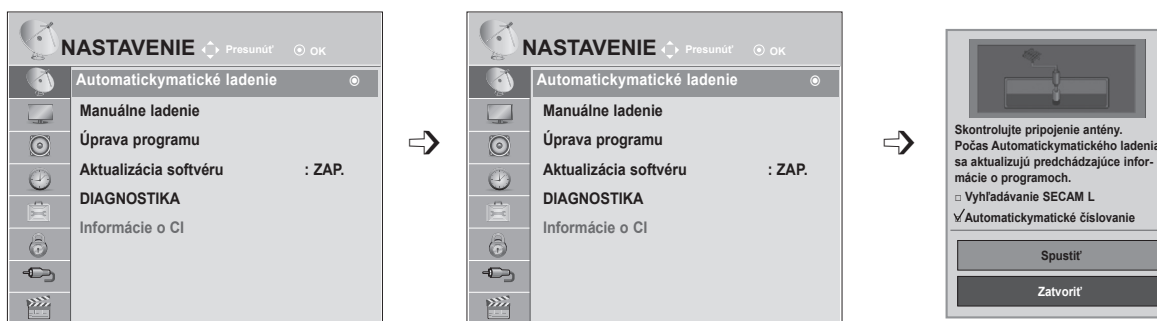 NASTAVENIE Presunúť OK
Automatickymatické ladenie
Manuálne ladenie
Úprava programu
Aktualizácia softvéru : ZAP.
DIAGNOSTIKA
Informácie o CI
NASTAVENIE Presunúť OK
Automatickymatické ladenie
Manuálne ladenie
Úprava programu
Aktualizácia softvéru : ZAP.
DIAGNOSTIKA
Informácie o CI
Skontrolujte pripojenie antény.
Počas Automatickymatického ladenia
sa aktualizujú predchádzajúce infor-
mácie o programoch.
Vyhľadávanie SECAM L
Automatickymatické číslovanie
Spustiť
Zatvoriť